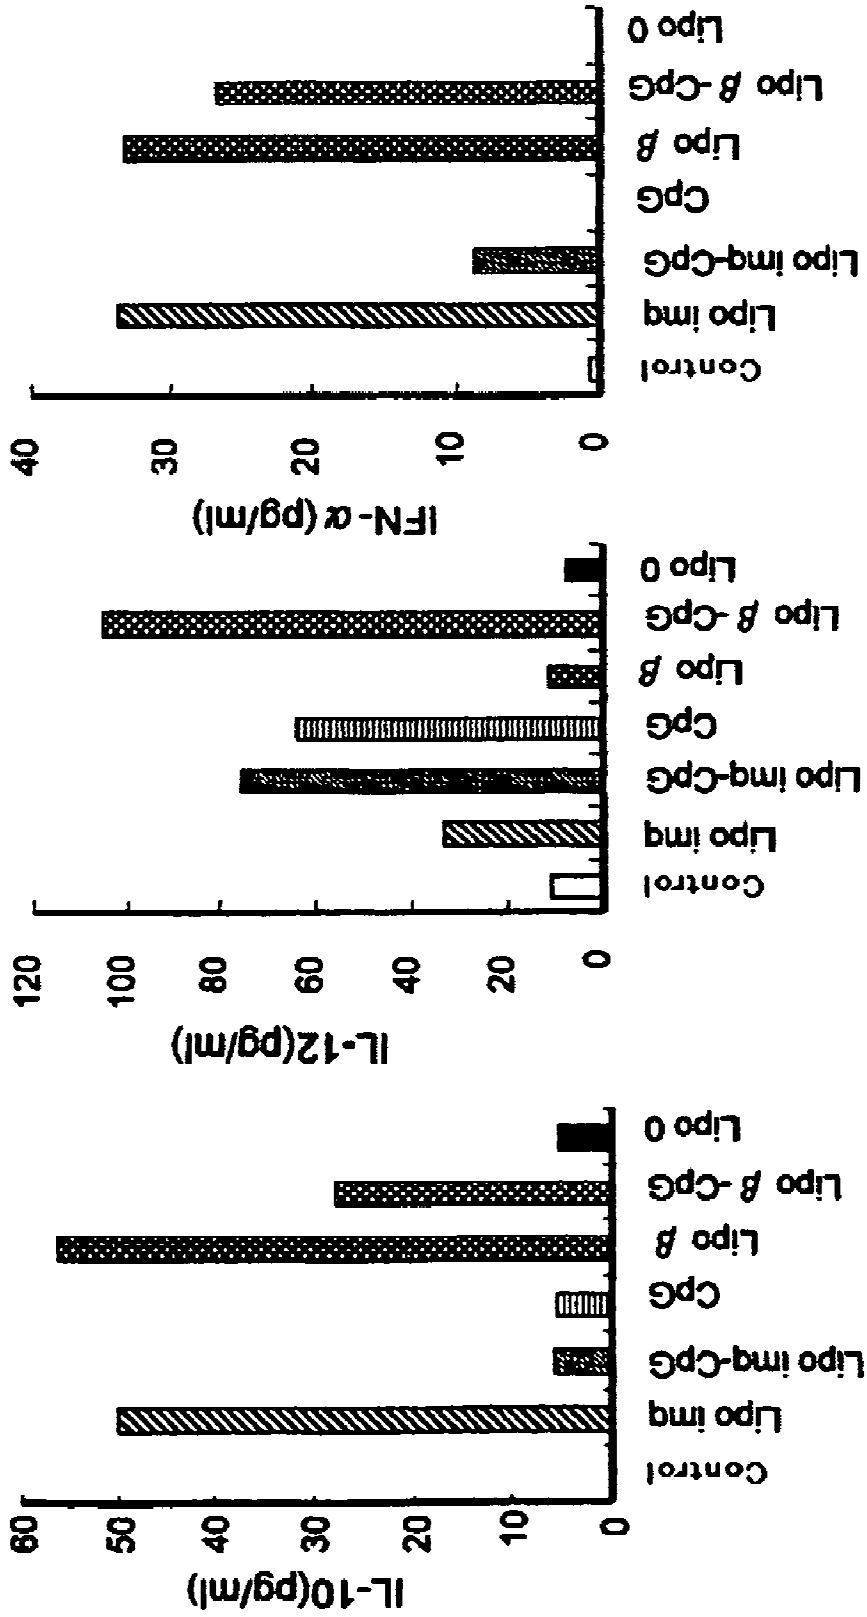 IL-10(pg/ml)
60
50
40
30
20
10
0
Control
Lipo imq
Lipo imq-CpG
CpG
Lipo β
Lipo β-CpG
Lipo 0
IL-12(pg/ml)
120
100
80
60
40
20
0
Control
Lipo imq
Lipo imq-CpG
CpG
Lipo β
Lipo β-CpG
Lipo 0
IFN-α(pg/ml)
40
30
20
10
0
Control
Lipo imq
Lipo imq-CpG
CpG
Lipo β
Lipo β-CpG
Lipo 0